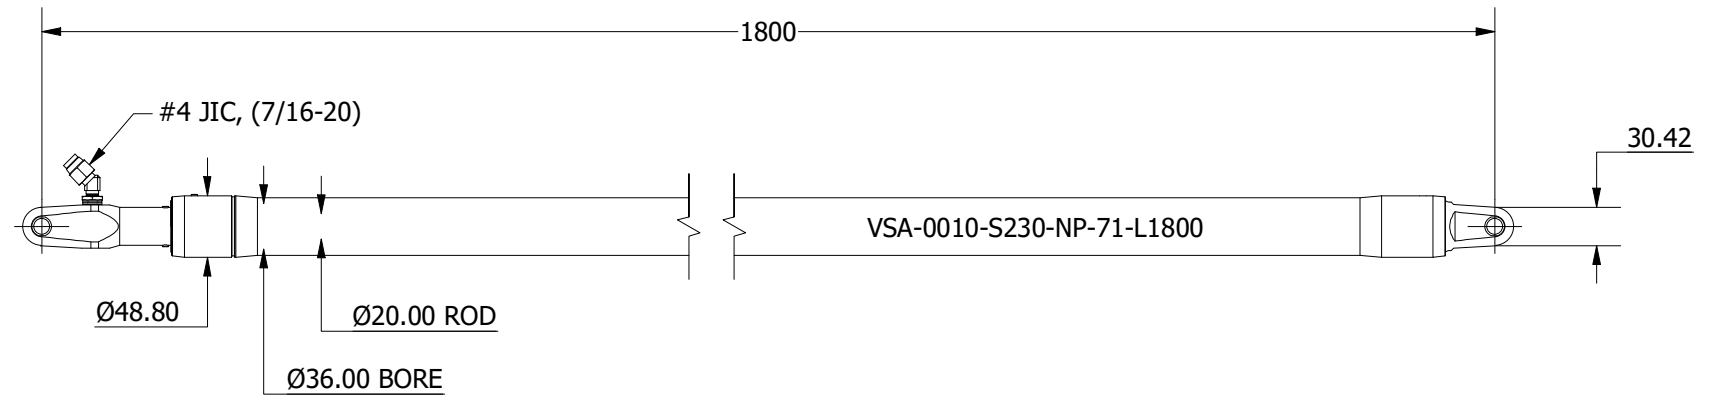 1800
#4 JIC, (7/16-20)
30.42
VSA-0010-S230-NP-71-L1800
Ø48.80
Ø20.00 ROD
Ø36.00 BORE